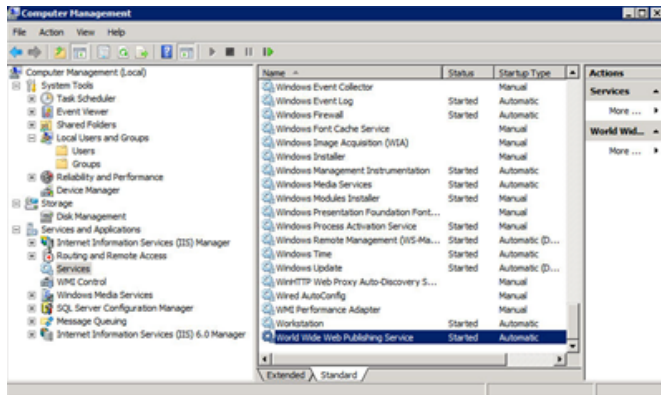 Computer Management
File Action View Help
Computer Management (Local)
System Tools
Task Scheduler
Event Viewer
Shared Folders
Local Users and Groups
Users
Groups
Reliability and Performance
Device Manager
Storage
Disk Management
Services and Applications
Internet Information Services (IIS) Manager
Routing and Remote Access
Services
WMI Control
Windows Media Services
SQL Server Configuration Manager
Message Queuing
Internet Information Services (IIS) 6.0 Manager
Name Status Startup Type
Windows Event Collector Manual
Windows Event Log Started Automatic
Windows Firewall Started Automatic
Windows Font Cache Service Manual
Windows Image Acquisition (WIA) Manual
Windows Installer Manual
Windows Management Instrumentation Started Automatic
Windows Media Services Started Automatic
Windows Modules Installer Started Manual
Windows Presentation Foundation Font... Manual
Windows Process Activation Service Started Manual
Windows Remote Management (WS-Ma... Started Automatic (D...
Windows Time Started Automatic
Windows Update Started Automatic (D...
WinHTTP Web Proxy Auto-Discovery S... Manual
Wired AutoConfig Manual
WMI Performance Adapter Manual
Workstation Started Automatic
World Wide Web Publishing Service Started Automatic
Extended Standard
Actions
Services
More ...
World Wid...
More ...